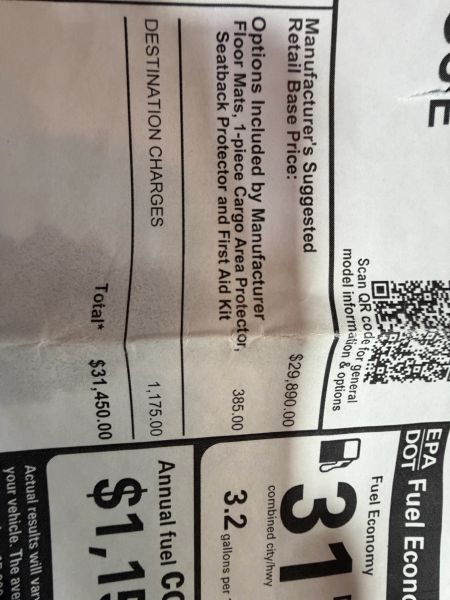 Manufacturer's Suggested
Retail Base Price: $29,890.00
Options Included by Manufacturer
Floor Mats, 1-piece Cargo Area Protector, 385.00
Seatback Protector and First Aid Kit
DESTINATION CHARGES 1,175.00
Total* $31,450.00
Scan QR code for general
model information & options
EPA
DOT Fuel Econ
Fuel Economy
31
combined city/hwy
3.2 gallons per
Annual fuel
$1,15
Actual results will var
your vehicle. The ave